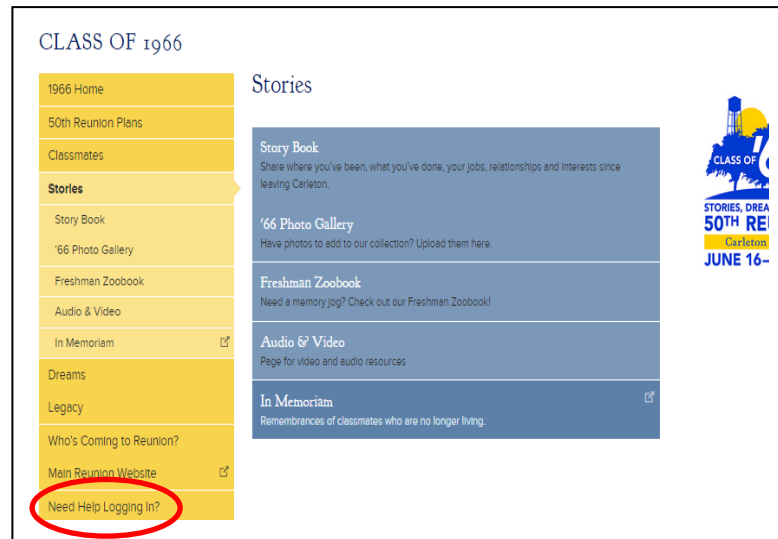 CLASS OF 1966
1966 Home
50th Reunion Plans
Classmates
Stories
Story Book
'66 Photo Gallery
Freshman Zoobook
Audio & Video
In Memoriam
Dreams
Legacy
Who's Coming to Reunion?
Main Reunion Website
Need Help Logging In?
Stories
Story Book
Share where you've been, what you've done, your jobs, relationships and interests since
leaving Carleton.
'66 Photo Gallery
Have photos to add to our collection? Upload them here.
Freshman Zoobook
Need a memory jog? Check out our Freshman Zoobook!
Audio & Video
Page for video and audio resources
In Memoriam
Remembrances of classmates who are no longer living.
CLASS OF '6
STORIES, DREA
50TH RE
Carleton
JUNE 16–